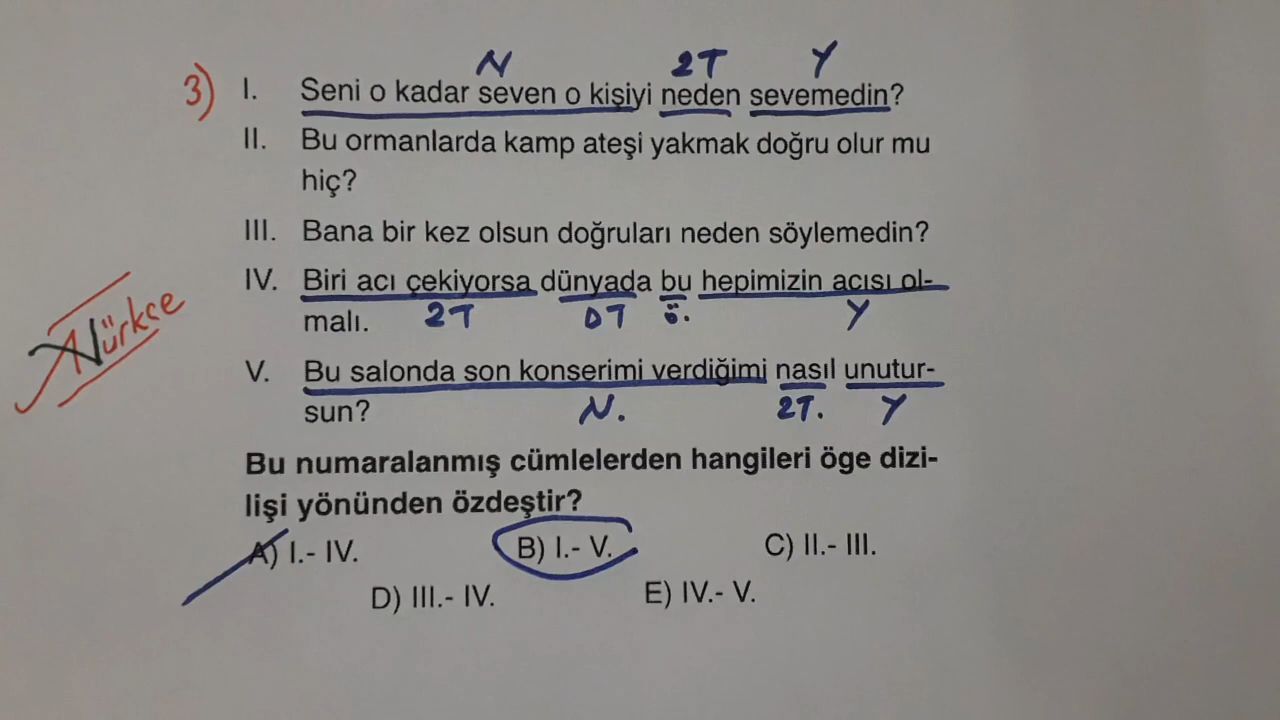 N 2T Y
3) I. Seni o kadar seven o kişiyi neden sevemedin?
II. Bu ormanlarda kamp ateşi yakmak doğru olur mu
hiç?
III. Bana bir kez olsun doğruları neden söylemedin?
IV. Biri acı çekiyorsa dünyada bu hepimizin acısı ol-
malı. 2T DT ö. Y
Türkçe
V. Bu salonda son konserimi verdiğimi nasıl unutur-
sun? N. 2T. Y
Bu numaralanmış cümlelerden hangileri öge dizi-
lişi yönünden özdeştir?
A) I.- IV. B) I.- V. C) II.- III.
D) III.- IV. E) IV.- V.